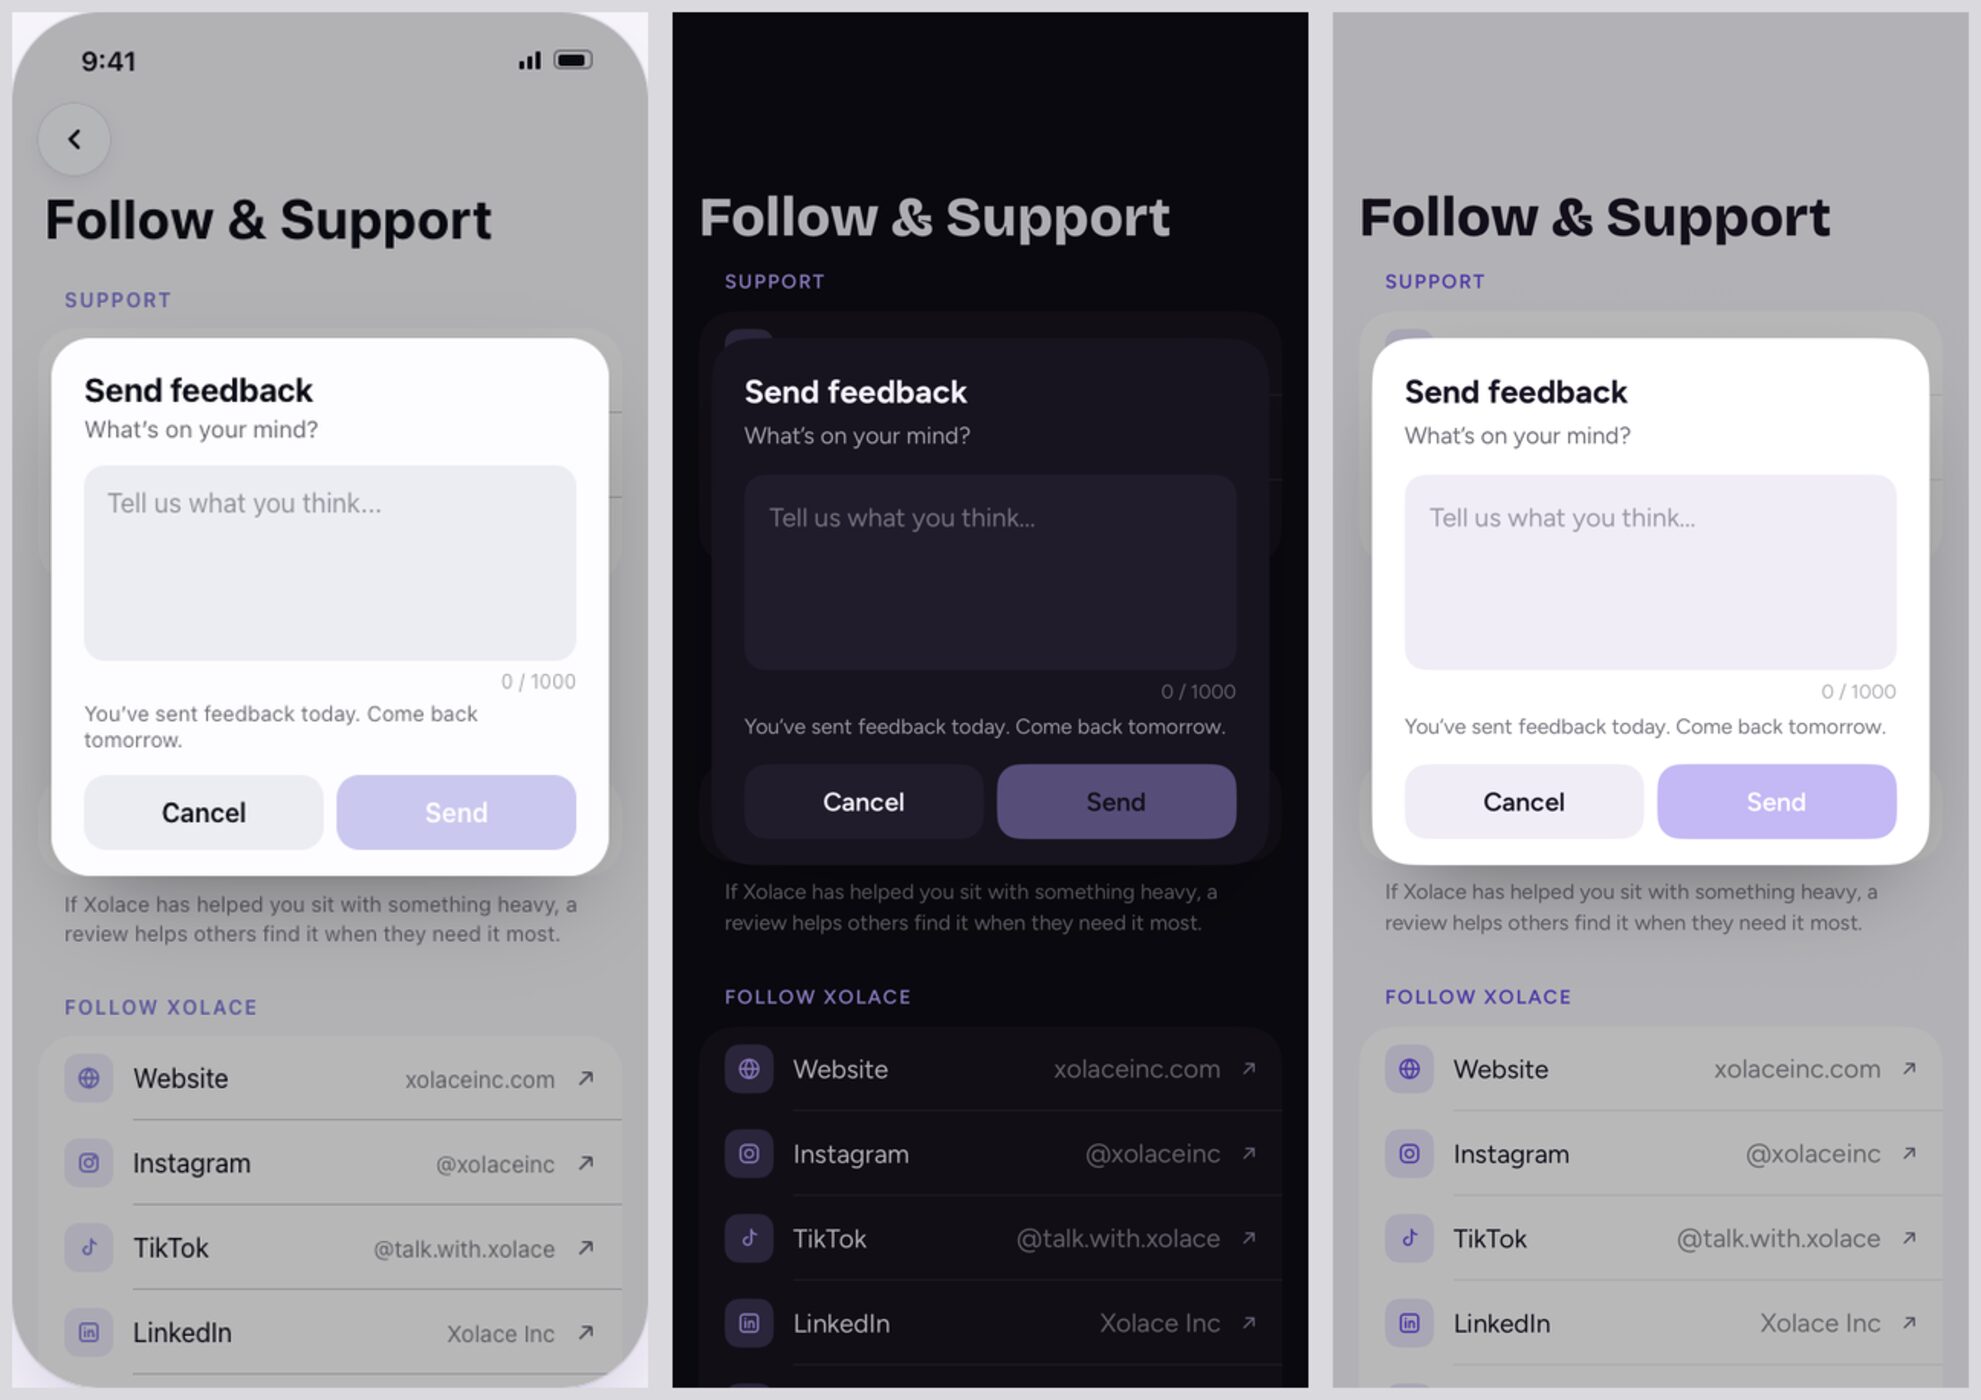 9:41
Follow & Support
SUPPORT
Send feedback
What's on your mind?
Tell us what you think...
0 / 1000
You've sent feedback today. Come back
tomorrow.
Cancel
Send
If Xolace has helped you sit with something heavy, a
review helps others find it when they need it most.
FOLLOW XOLACE
Website
xolaceinc.com
Instagram
@xolaceinc
TikTok
@talk.with.xolace
LinkedIn
Xolace Inc
Follow & Support
SUPPORT
Send feedback
What's on your mind?
Tell us what you think...
0 / 1000
You've sent feedback today. Come back tomorrow.
Cancel
Send
If Xolace has helped you sit with something heavy, a
review helps others find it when they need it most.
FOLLOW XOLACE
Website
xolaceinc.com
Instagram
@xolaceinc
TikTok
@talk.with.xolace
LinkedIn
Xolace Inc
Follow & Support
SUPPORT
Send feedback
What's on your mind?
Tell us what you think...
0 / 1000
You've sent feedback today. Come back tomorrow.
Cancel
Send
If Xolace has helped you sit with something heavy, a
review helps others find it when they need it most.
FOLLOW XOLACE
Website
xolaceinc.com
Instagram
@xolaceinc
TikTok
@talk.with.xolace
LinkedIn
Xolace Inc